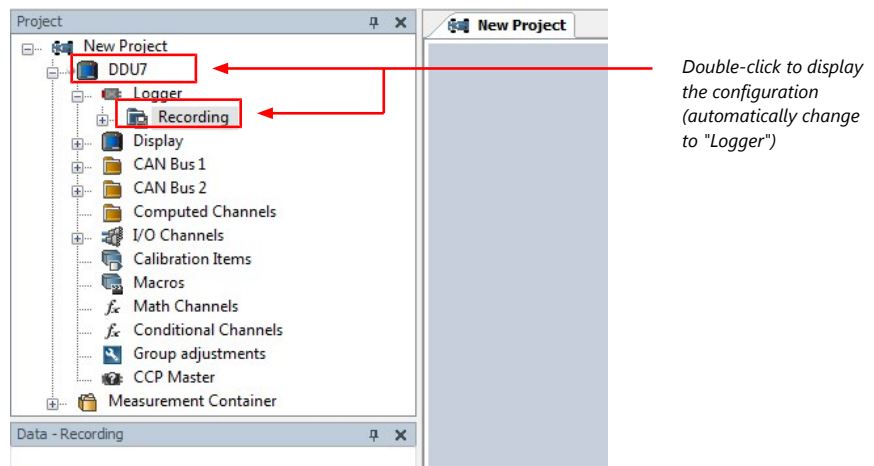 Project
New Project
DDU7
Logger
Recording
Display
CAN Bus 1
CAN Bus 2
Computed Channels
I/O Channels
Calibration Items
Macros
fx Math Channels
fx Conditional Channels
Group adjustments
CCP Master
Measurement Container
Data - Recording
New Project
Double-click to display
the configuration
(automatically change
to "Logger")